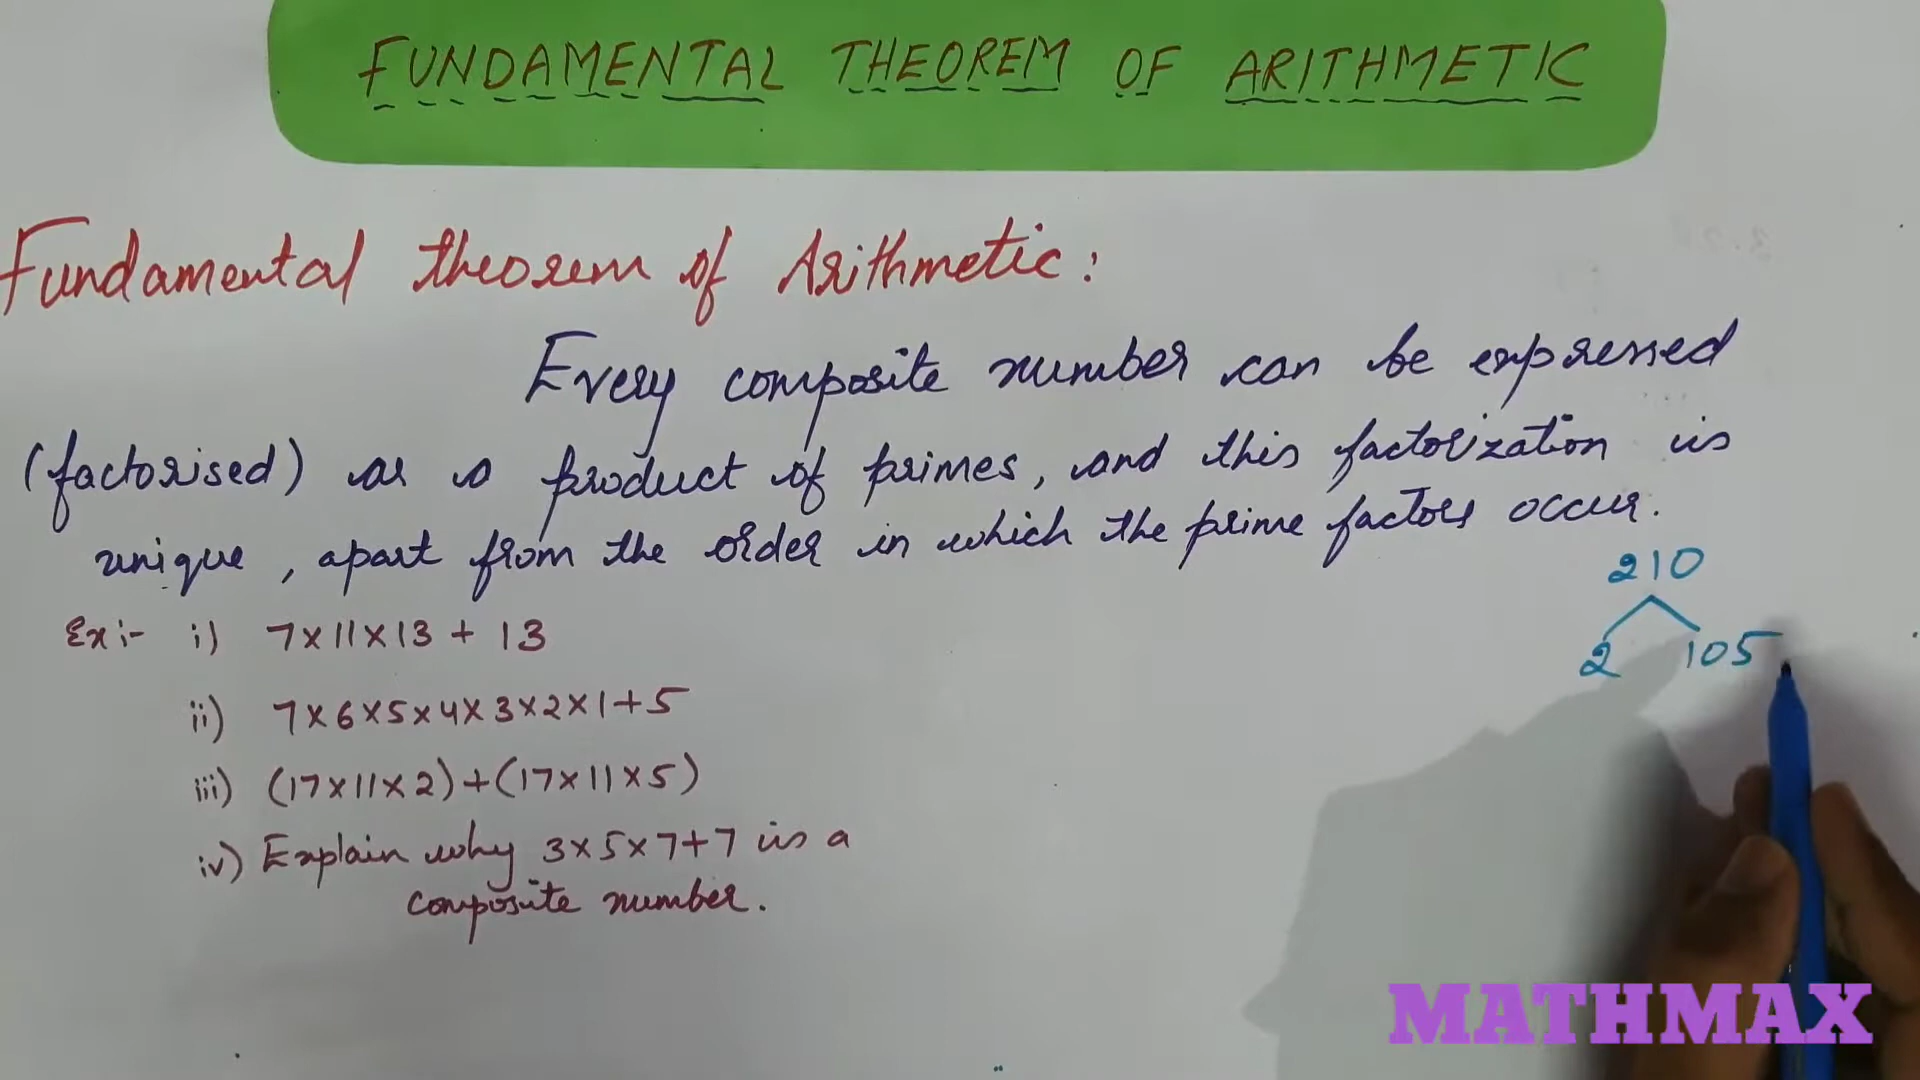 FUNDAMENTAL THEOREM OF ARITHMETIC
Fundamental theorem of Arithmetic:
Every composite number can be expressed
(factorised) as a product of primes, and this factorization is
unique, apart from the order in which the prime factors occur.
210
2 105
Ex:- i) 7×11×13 + 13
ii) 7×6×5×4×3×2×1+5
iii) (17×11×2)+(17×11×5)
iv) Explain why 3×5×7+7 is a
composite number.
MATHMAX